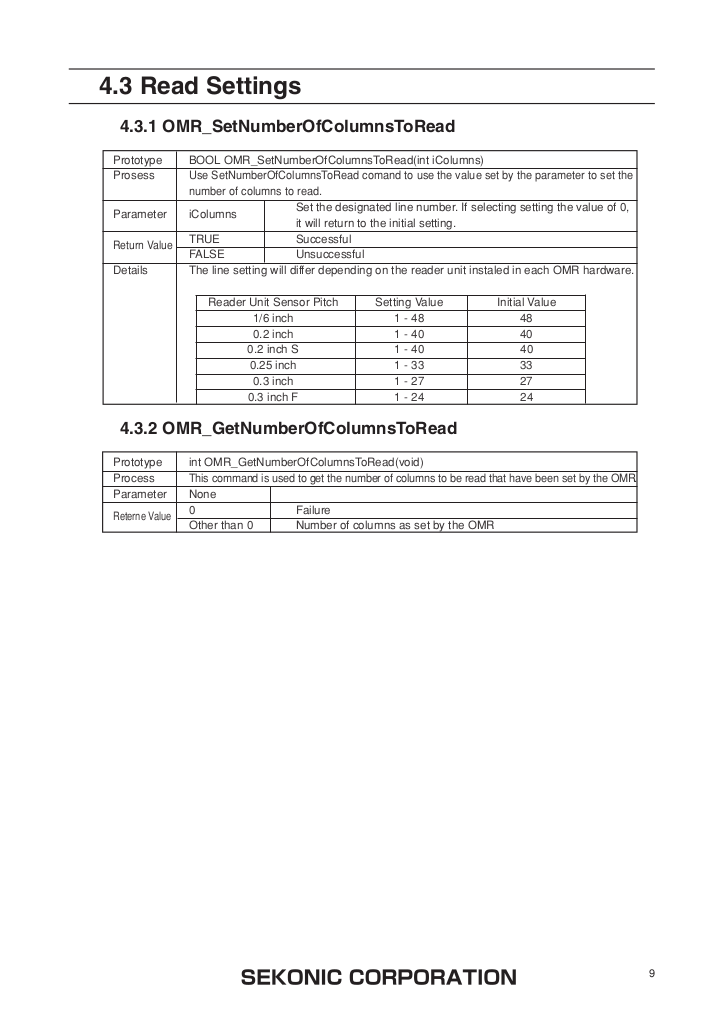 4.3 Read Settings
4.3.1 OMR_SetNumberOfColumnsToRead
Prototype BOOL OMR_SetNumberOfColumnsToRead(int iColumns)
Prosess Use SetNumberOfColumnsToRead comand to use the value set by the parameter to set the
number of columns to read.
Parameter iColumns Set the designated line number. If selecting setting the value of 0,
it will return to the initial setting.
Return Value TRUE Successful
FALSE Unsuccessful
Details The line setting will differ depending on the reader unit instaled in each OMR hardware.
Reader Unit Sensor Pitch Setting Value Initial Value
1/6 inch 1 - 48 48
0.2 inch 1 - 40 40
0.2 inch S 1 - 40 40
0.25 inch 1 - 33 33
0.3 inch 1 - 27 27
0.3 inch F 1 - 24 24
4.3.2 OMR_GetNumberOfColumnsToRead
Prototype int OMR_GetNumberOfColumnsToRead(void)
Process This command is used to get the number of columns to be read that have been set by the OMR
Parameter None
Reterne Value 0 Failure
Other than 0 Number of columns as set by the OMR
SEKONIC CORPORATION
9